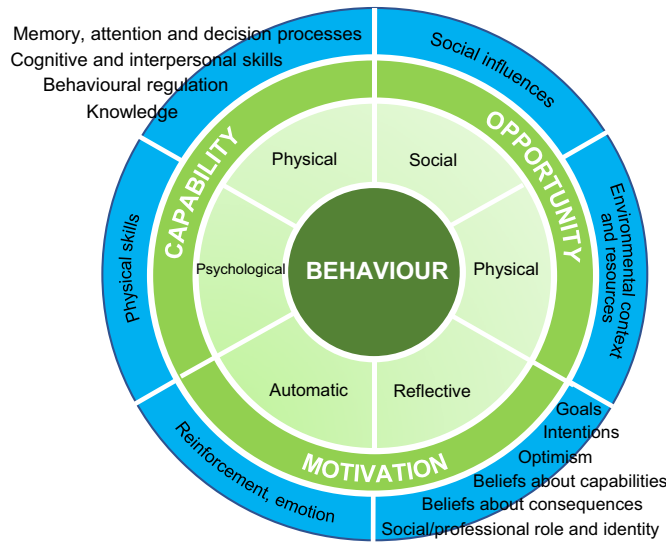 Memory, attention and decision processes
Cognitive and interpersonal skills
Behavioural regulation
Knowledge
Social influences
CAPABILITY
OPPORTUNITY
Physical
Social
Physical skills
Psychological
BEHAVIOUR
Physical
Environmental context
and resources
Automatic
Reflective
MOTIVATION
Reinforcement, emotion
Goals
Intentions
Optimism
Beliefs about capabilities
Beliefs about consequences
Social/professional role and identity